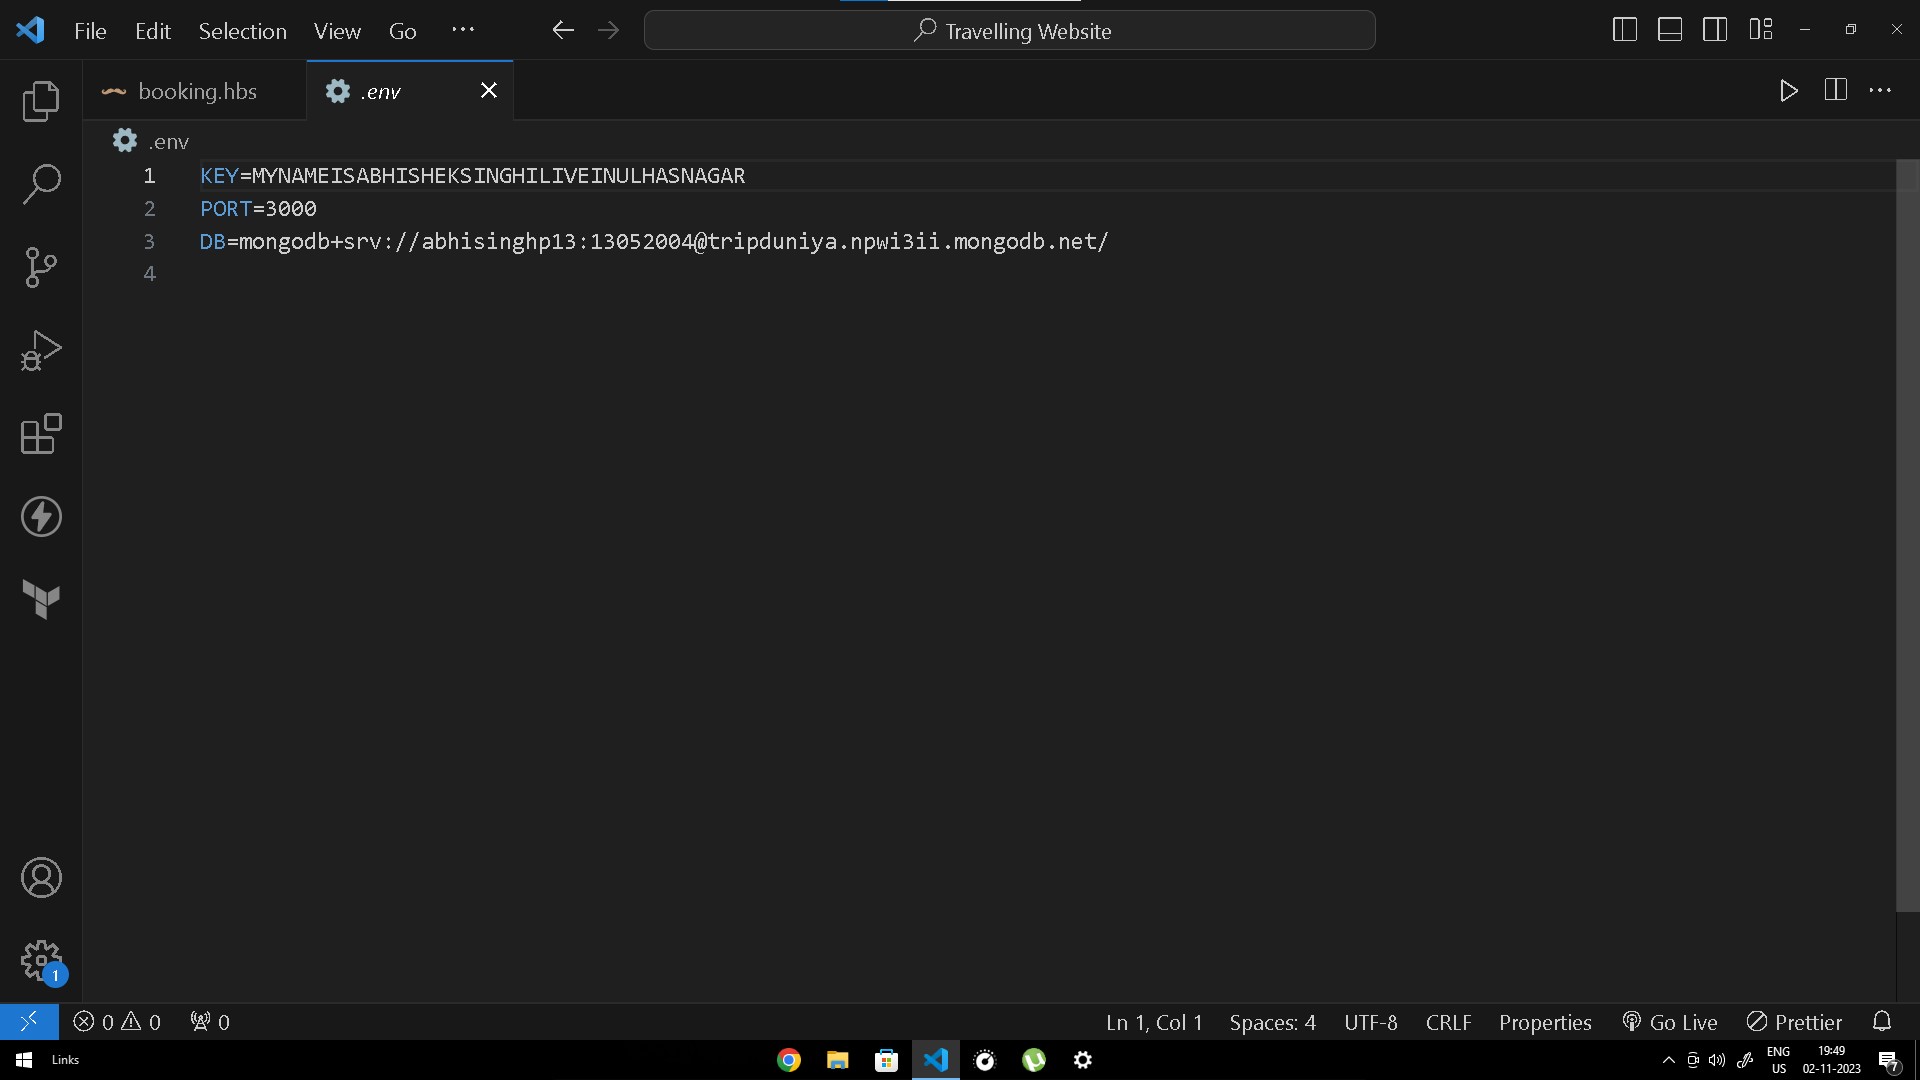 File Edit Selection View Go ··· Travelling Website
booking.hbs .env
.env
1 KEY=MYNAMEISABHISHEKSINGHILIVEINULHASNAGAR
2 PORT=3000
3 DB=mongodb+srv://abhisinghp13:13052004@tripduniya.npwi3ii.mongodb.net/
4
1
0 0 0 Ln 1, Col 1 Spaces: 4 UTF-8 CRLF Properties Go Live Prettier
Links ENG 19:49
US 02-11-2023 7